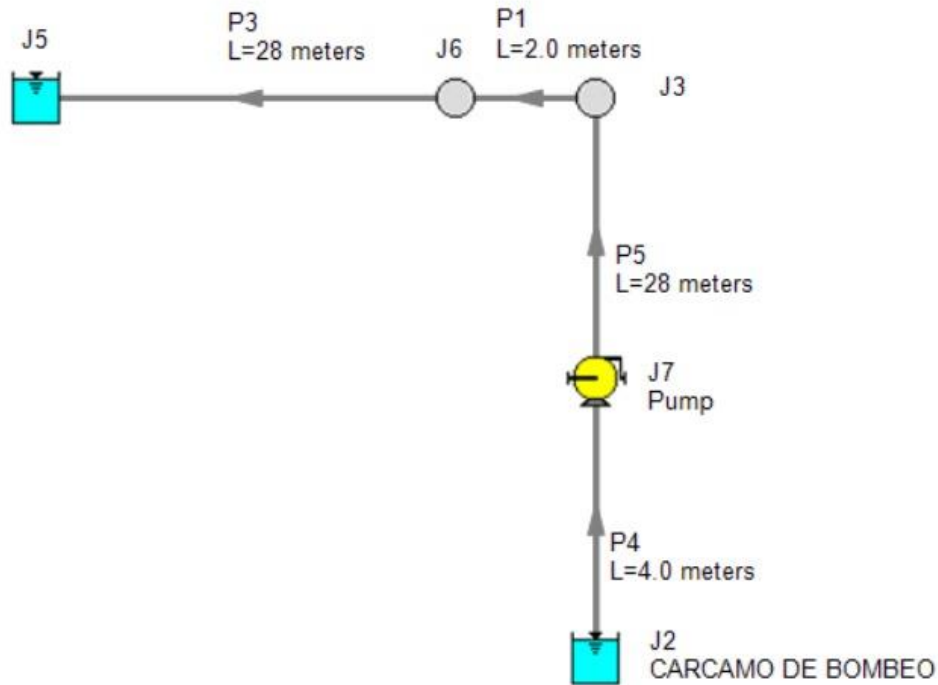 J5
P3
L=28 meters
J6
P1
L=2.0 meters
J3
P5
L=28 meters
J7
Pump
P4
L=4.0 meters
J2
CARCAMO DE BOMBEO